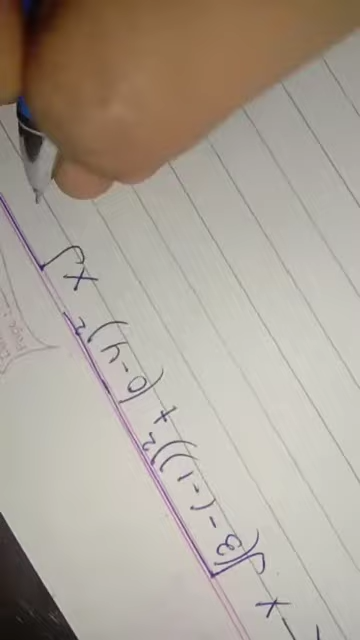 x √(3-(-1))² + (0-4)² x √